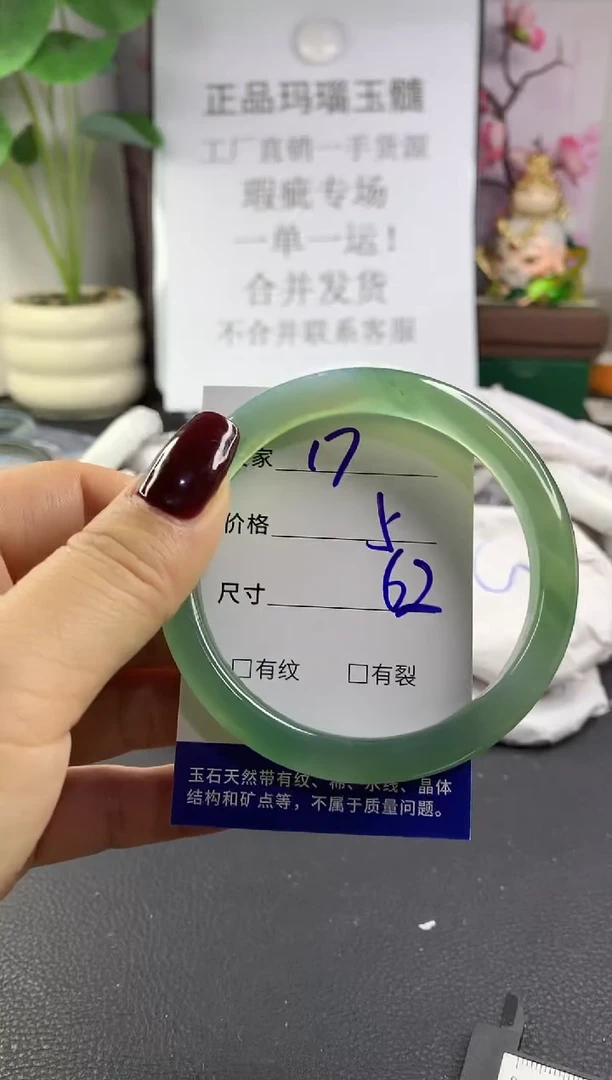 正品玛瑙玉髓
工厂直销一手货源
瑕疵专场
一单一运！
合并发货
不合并联系客服
家 17
价格
尺寸 62
□有纹 □有裂
玉石天然带有纹、棉、水线、晶体
结构和矿点等，不属于质量问题。